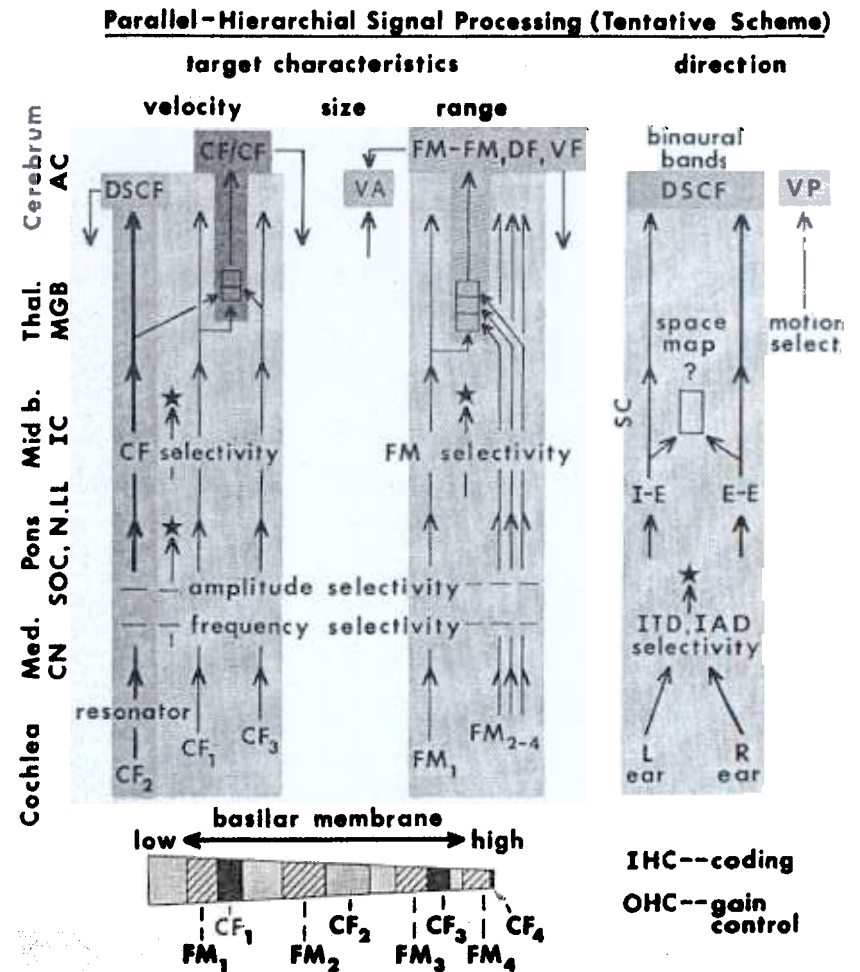 Parallel-Hierarchial Signal Processing (Tentative Scheme)
target characteristics
direction
velocity size range
Cerebrum
AC
Thal.
MGB
Mid b.
IC
Pons
SOC, N.LL
Med.
CN
Cochlea
CF/CF
DSCF
VA
FM-FM, DF, VF
CF selectivity
FM selectivity
amplitude selectivity
frequency selectivity
resonator
CF2
CF1
CF3
FM1
FM2-4
binaural
bands
DSCF
VP
space
map
?
motion
select.
SC
I-E
E-E
ITD, IAD
selectivity
L
ear
R
ear
basilar membrane
low high
CF1
CF2
CF3
CF4
FM1
FM2
FM3
FM4
IHC--coding
OHC--gain
control